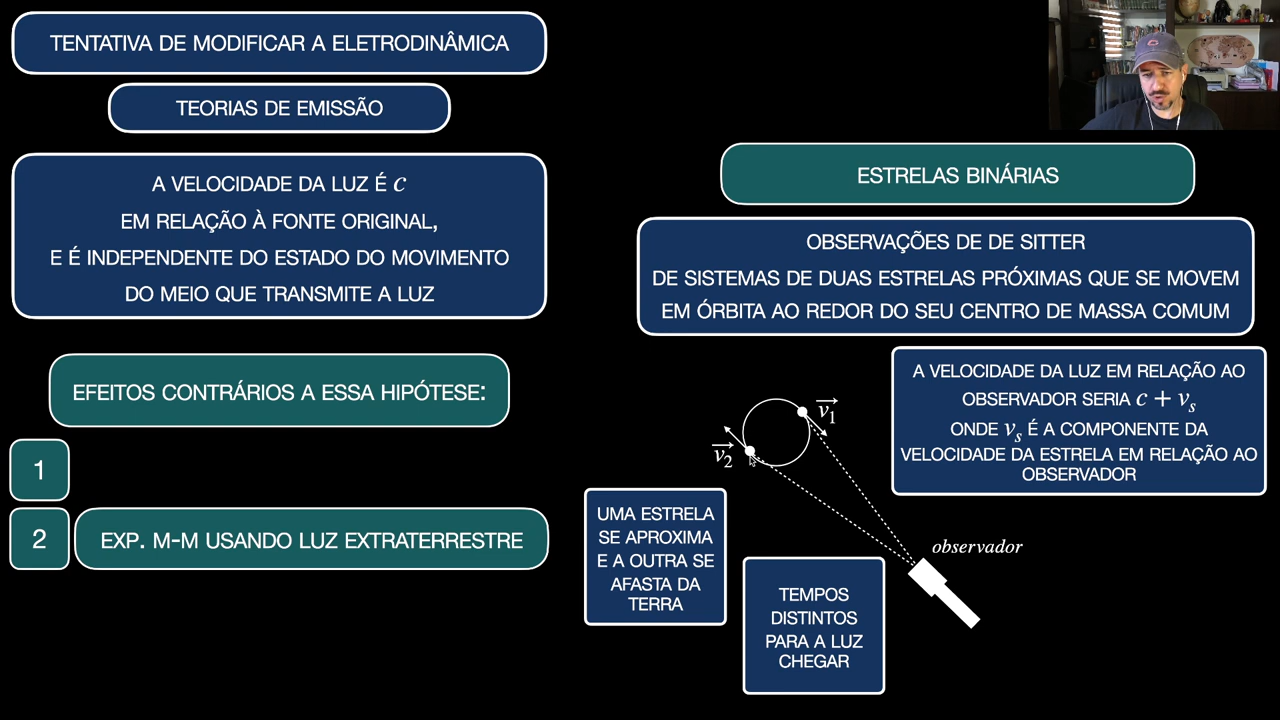 TENTATIVA DE MODIFICAR A ELETRODINÂMICA
TEORIAS DE EMISSÃO
A VELOCIDADE DA LUZ É c
EM RELAÇÃO À FONTE ORIGINAL,
E É INDEPENDENTE DO ESTADO DO MOVIMENTO
DO MEIO QUE TRANSMITE A LUZ
EFEITOS CONTRÁRIOS A ESSA HIPÓTESE:
1
2
EXP. M-M USANDO LUZ EXTRATERRESTRE
ESTRELAS BINÁRIAS
OBSERVAÇÕES DE DE SITTER
DE SISTEMAS DE DUAS ESTRELAS PRÓXIMAS QUE SE MOVEM
EM ÓRBITA AO REDOR DO SEU CENTRO DE MASSA COMUM
A VELOCIDADE DA LUZ EM RELAÇÃO AO
OBSERVADOR SERIA c + vₛ
ONDE vₛ É A COMPONENTE DA
VELOCIDADE DA ESTRELA EM RELAÇÃO AO
OBSERVADOR
v₁
v₂
UMA ESTRELA
SE APROXIMA
E A OUTRA SE
AFASTA DA
TERRA
observador
TEMPOS
DISTINTOS
PARA A LUZ
CHEGAR